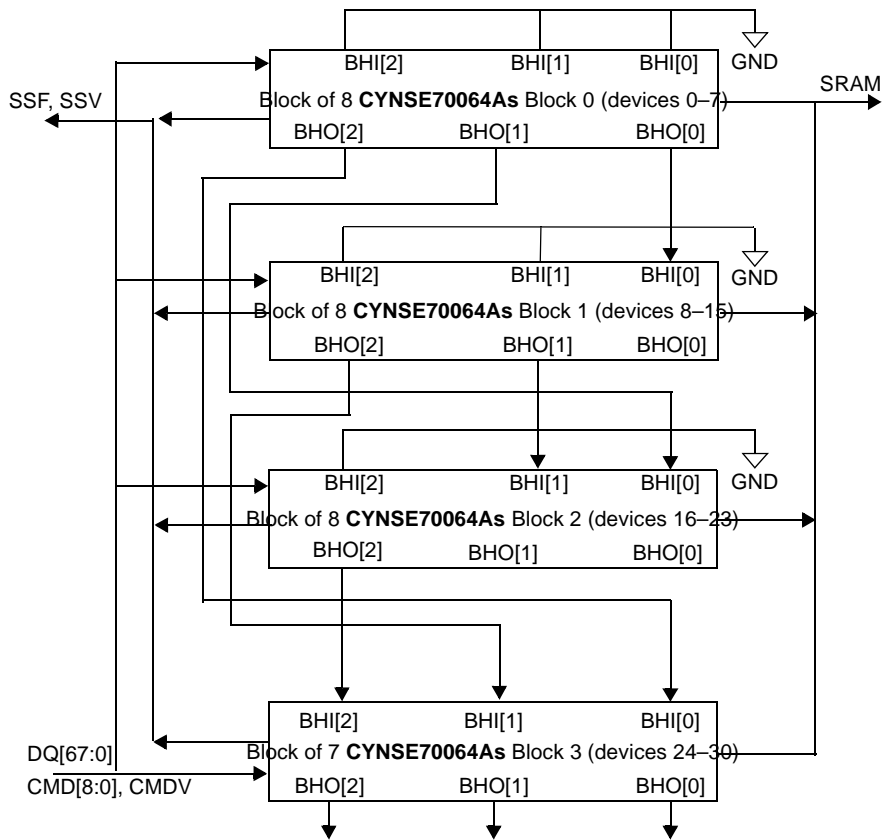 BHI[2] BHI[1] BHI[0] GND
SSF, SSV
Block of 8 CYNSE70064As Block 0 (devices 0–7)
SRAM
BHO[2] BHO[1] BHO[0]
BHI[2] BHI[1] BHI[0] GND
Block of 8 CYNSE70064As Block 1 (devices 8–15)
BHO[2] BHO[1] BHO[0]
BHI[2] BHI[1] BHI[0] GND
Block of 8 CYNSE70064As Block 2 (devices 16–23)
BHO[2] BHO[1] BHO[0]
BHI[2] BHI[1] BHI[0]
DQ[67:0]
Block of 7 CYNSE70064As Block 3 (devices 24–30)
CMD[8:0], CMDV
BHO[2] BHO[1] BHO[0]